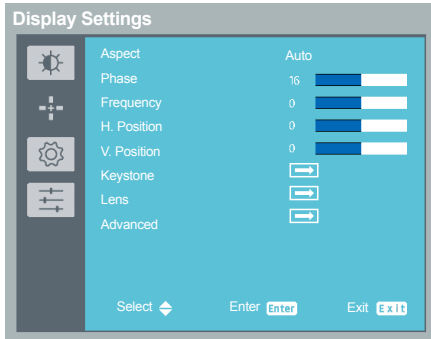 Display Settings
Aspect Auto
Phase 16
Frequency 0
H. Position 0
V. Position 0
Keystone
Lens
Advanced
Select Enter Enter Exit Exit